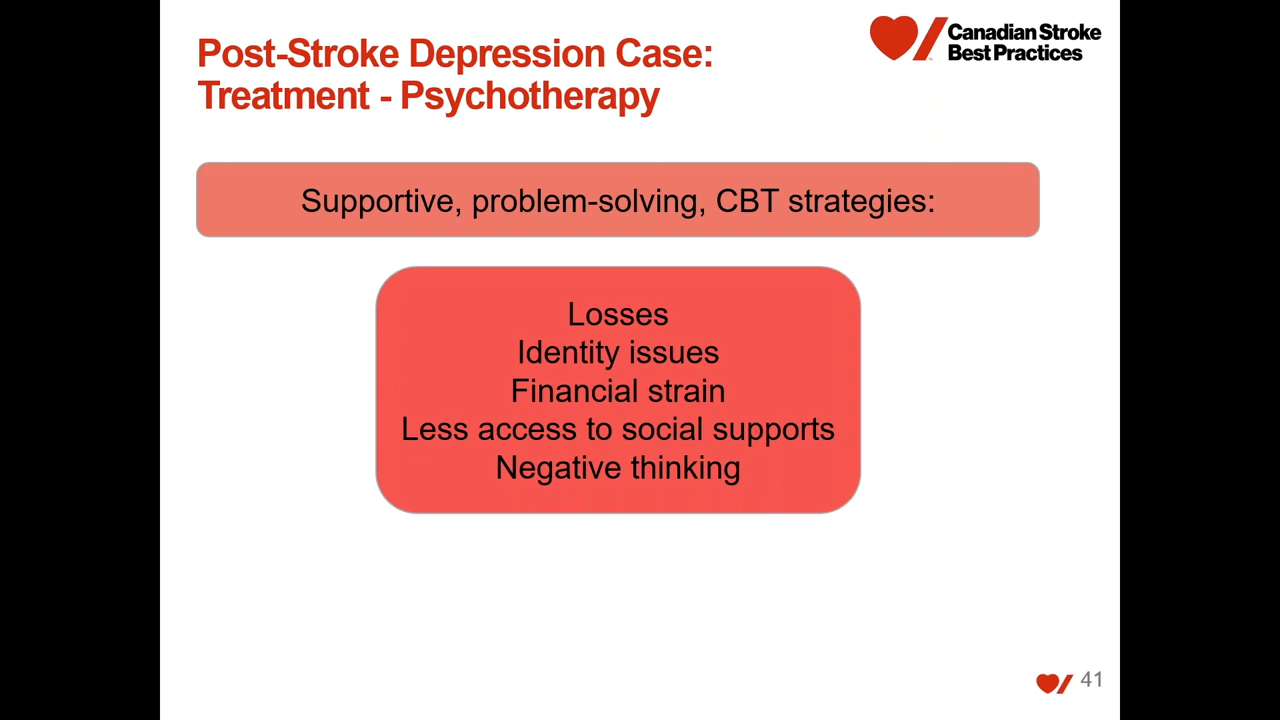 Post-Stroke Depression Case:
Treatment - Psychotherapy
Canadian Stroke
Best Practices
Supportive, problem-solving, CBT strategies:
Losses
Identity issues
Financial strain
Less access to social supports
Negative thinking
41